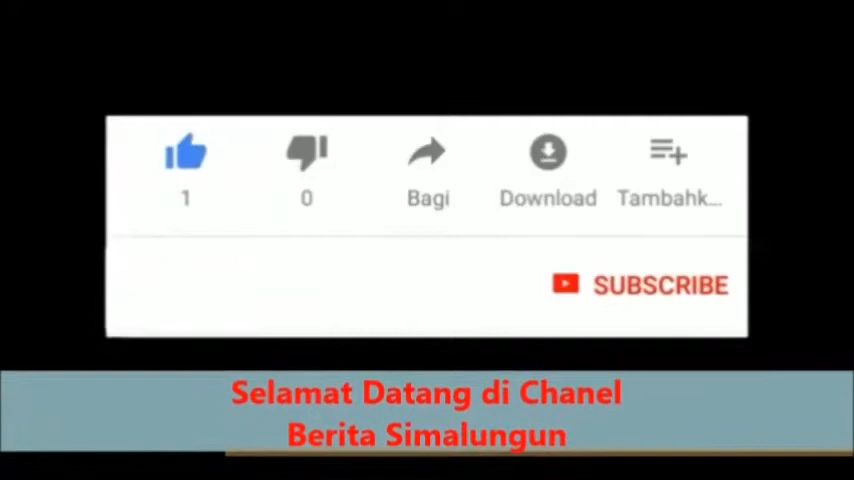 1 0 Bagi Download Tambahk...
SUBSCRIBE
Selamat Datang di Chanel
Berita Simalungun